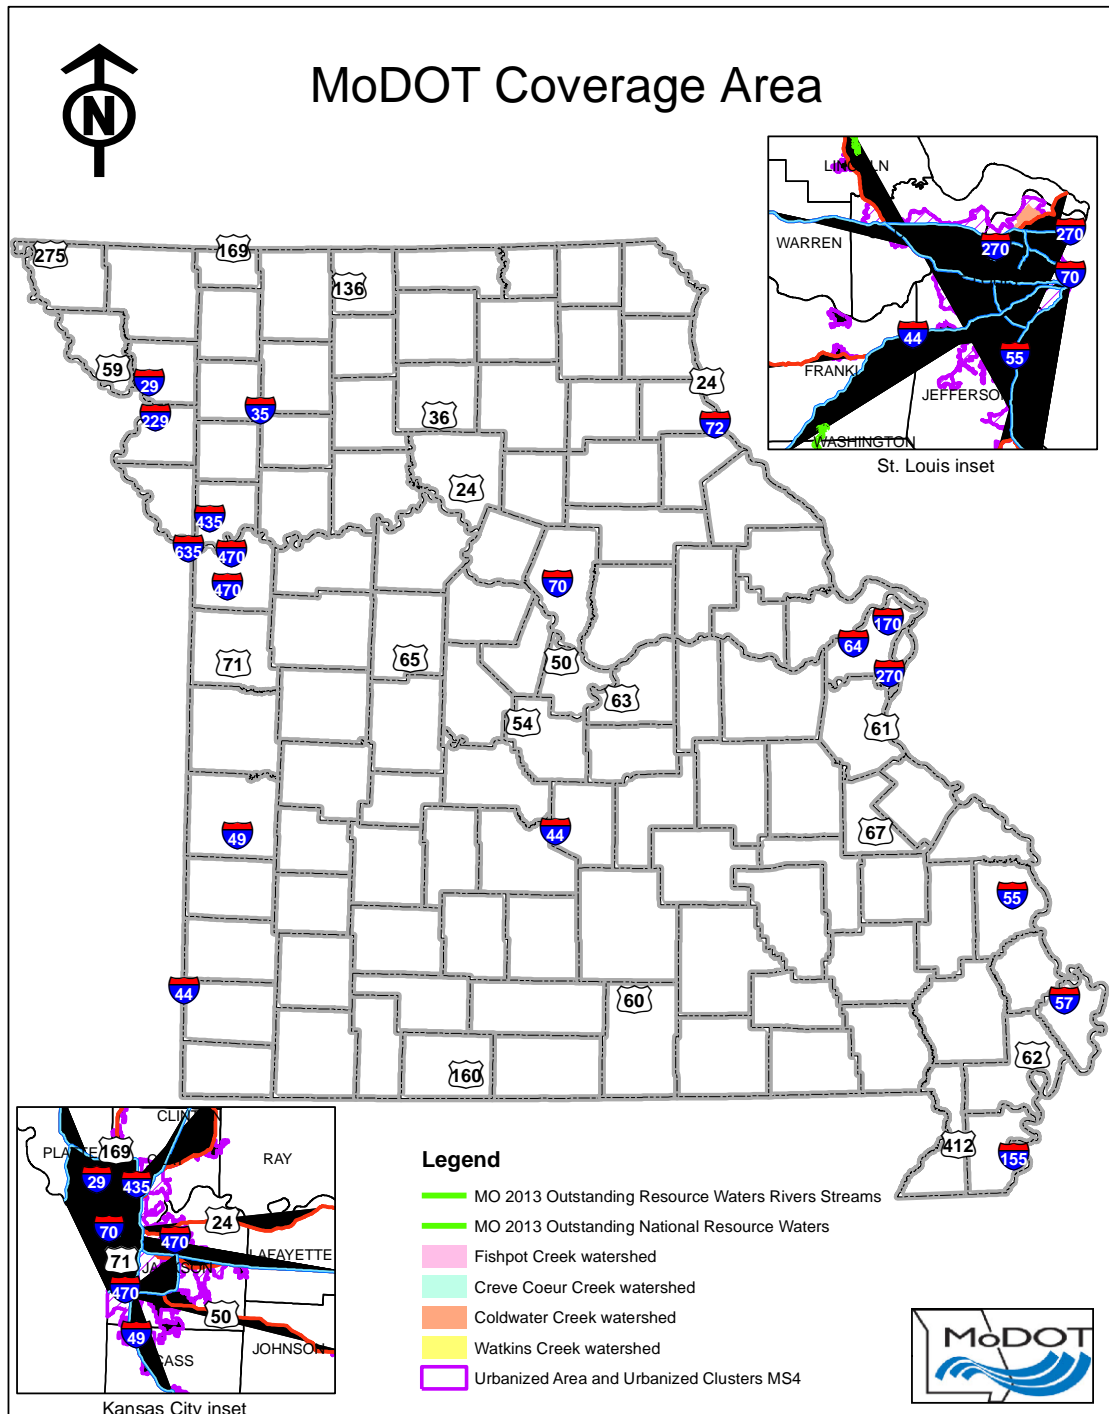 MoDOT Coverage Area
N
LINCOLN
WARREN
270
270
70
44
55
FRANKL
JEFFERSON
WASHINGTON
St. Louis inset
275
169
136
59
29
229
35
36
24
72
24
435
635
470
470
70
170
64
270
71
65
50
63
54
61
49
44
67
55
44
60
57
62
160
412
155
CLINTON
PLATTE
169
RAY
29
435
24
70
470
71
LAFAYETTE
JACKSON
470
50
49
JOHNSON
CASS
Kansas City inset
Legend
MO 2013 Outstanding Resource Waters Rivers Streams
MO 2013 Outstanding National Resource Waters
Fishpot Creek watershed
Creve Coeur Creek watershed
Coldwater Creek watershed
Watkins Creek watershed
Urbanized Area and Urbanized Clusters MS4
MoDOT